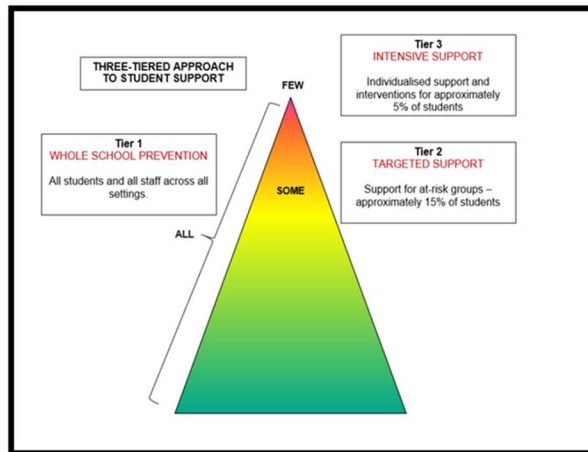 THREE-TIERED APPROACH
TO STUDENT SUPPORT
Tier 3
INTENSIVE SUPPORT
Individualised support and
interventions for approximately
5% of students
FEW
Tier 1
WHOLE SCHOOL PREVENTION
All students and all staff across all
settings.
Tier 2
TARGETED SUPPORT
Support for at-risk groups –
approximately 15% of students
SOME
ALL